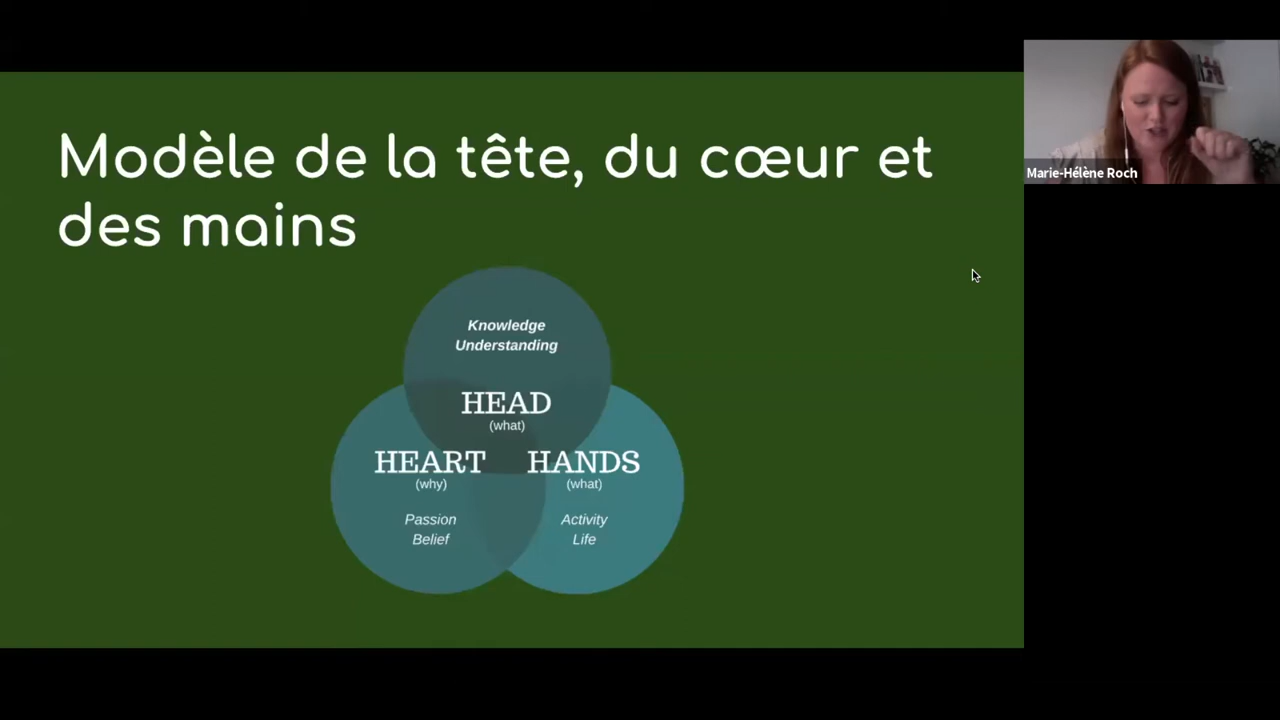 Modèle de la tête, du cœur et
des mains
Marie-Hélène Roch
Knowledge
Understanding
HEAD
(what)
HEART
(why)
Passion
Belief
HANDS
(what)
Activity
Life